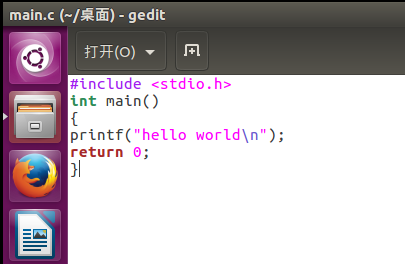 main.c (~/桌面) - gedit
打开(O)
#include <stdio.h>
int main()
{
printf("hello world\n");
return 0;
}